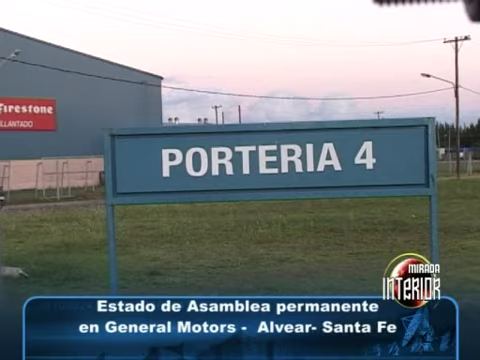 Firestone
LLANTADO
PORTERIA 4
MIRADA
INTERIOR
Estado de Asamblea permanente
en General Motors - Alvear- Santa Fe